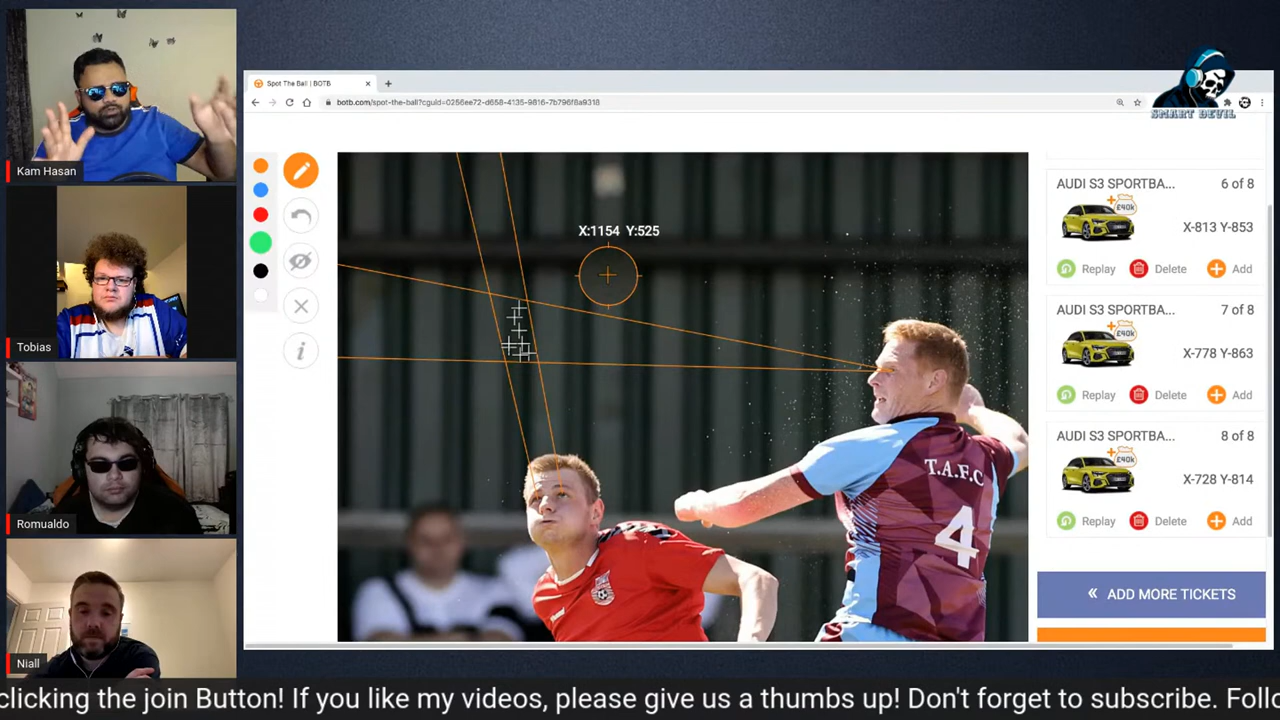 Kam Hasan
Tobias
Romualdo
Niall
SMART DEVIL
Spot The Ball | BOTB
botb.com/spot-the-ball?cguid=0256ee72-d658-4135-9816-7b796f8a9318
X:1154 Y:525
T.A.F.C
4
i
AUDI S3 SPORTBA... 6 of 8
£40k
X-813 Y-853
Replay Delete Add
AUDI S3 SPORTBA... 7 of 8
£40k
X-778 Y-863
Replay Delete Add
AUDI S3 SPORTBA... 8 of 8
£40k
X-728 Y-814
Replay Delete Add
« ADD MORE TICKETS
clicking the join Button! If you like my videos, please give us a thumbs up! Don't forget to subscribe. Follo